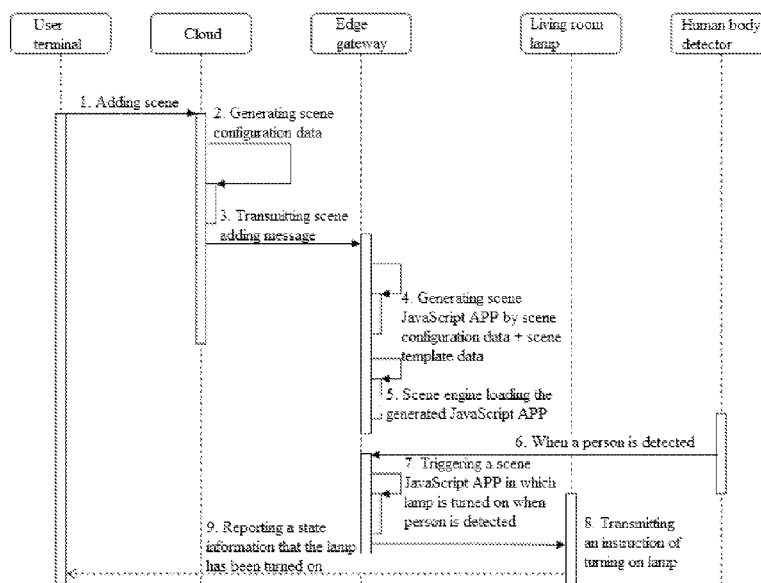 User
terminal
Cloud
Edge
gateway
Living room
lamp
Human body
detector
1. Adding scene
2. Generating scene
configuration data
3. Transmitting scene
adding message
4. Generating scene
JavaScript APP by scene
configuration data + scene
template data
5. Scene engine loading the
generated JavaScript APP
6. When a person is detected
7. Triggering a scene
JavaScript APP in which
lamp is turned on when
person is detected
8. Transmitting
an instruction of
turning on lamp
9. Reporting a state
information that the lamp
has been turned on